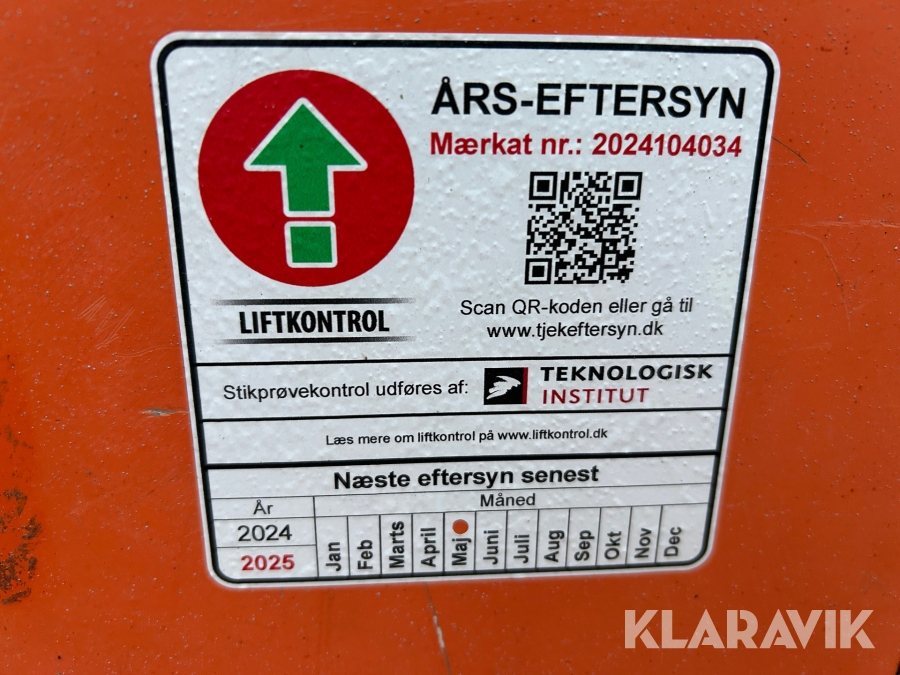 ÅRS-EFTERSYN
Mærkat nr.: 2024104034
Scan QR-koden eller gå til
www.tjekeftersyn.dk
LIFTKONTROL
Stikprøvekontrol udføres af: TEKNOLOGISK INSTITUT
Læs mere om liftkontrol på www.liftkontrol.dk
Næste eftersyn senest
År Måned
2024
2025
Jan Feb Marts April Maj Juni Juli Aug Sep Okt Nov Dec
KLARAVIK